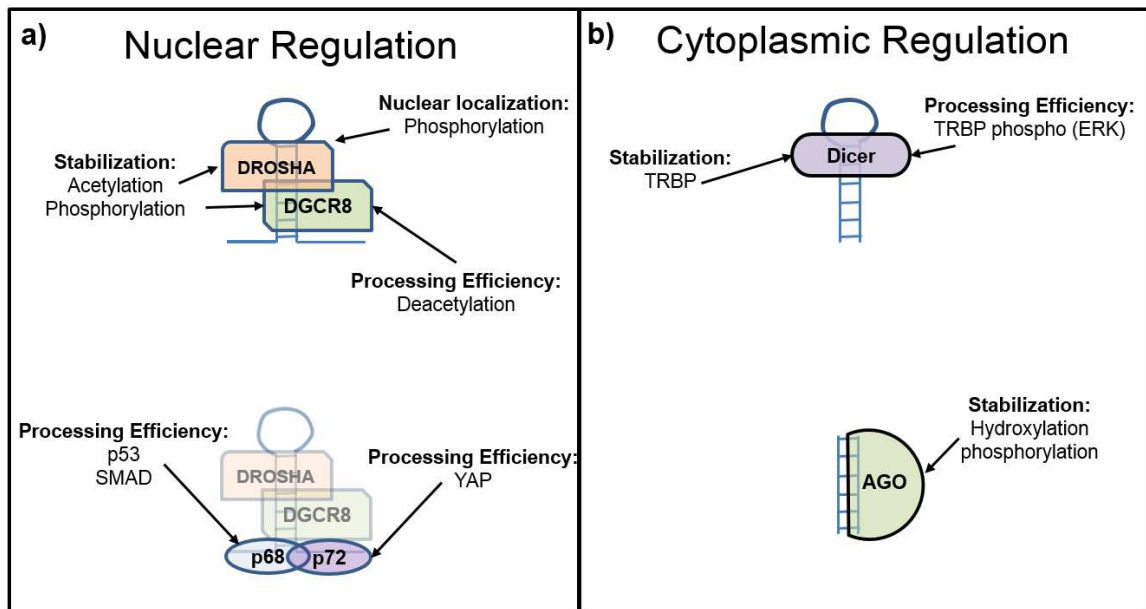 a)
Nuclear Regulation
Nuclear localization:
Phosphorylation
Stabilization:
Acetylation
Phosphorylation
DROSHA
DGCR8
Processing Efficiency:
Deacetylation
Processing Efficiency:
p53
SMAD
Processing Efficiency:
YAP
DROSHA
DGCR8
p68
p72
b)
Cytoplasmic Regulation
Processing Efficiency:
TRBP phospho (ERK)
Stabilization:
TRBP
Dicer
Stabilization:
Hydroxylation
phosphorylation
AGO